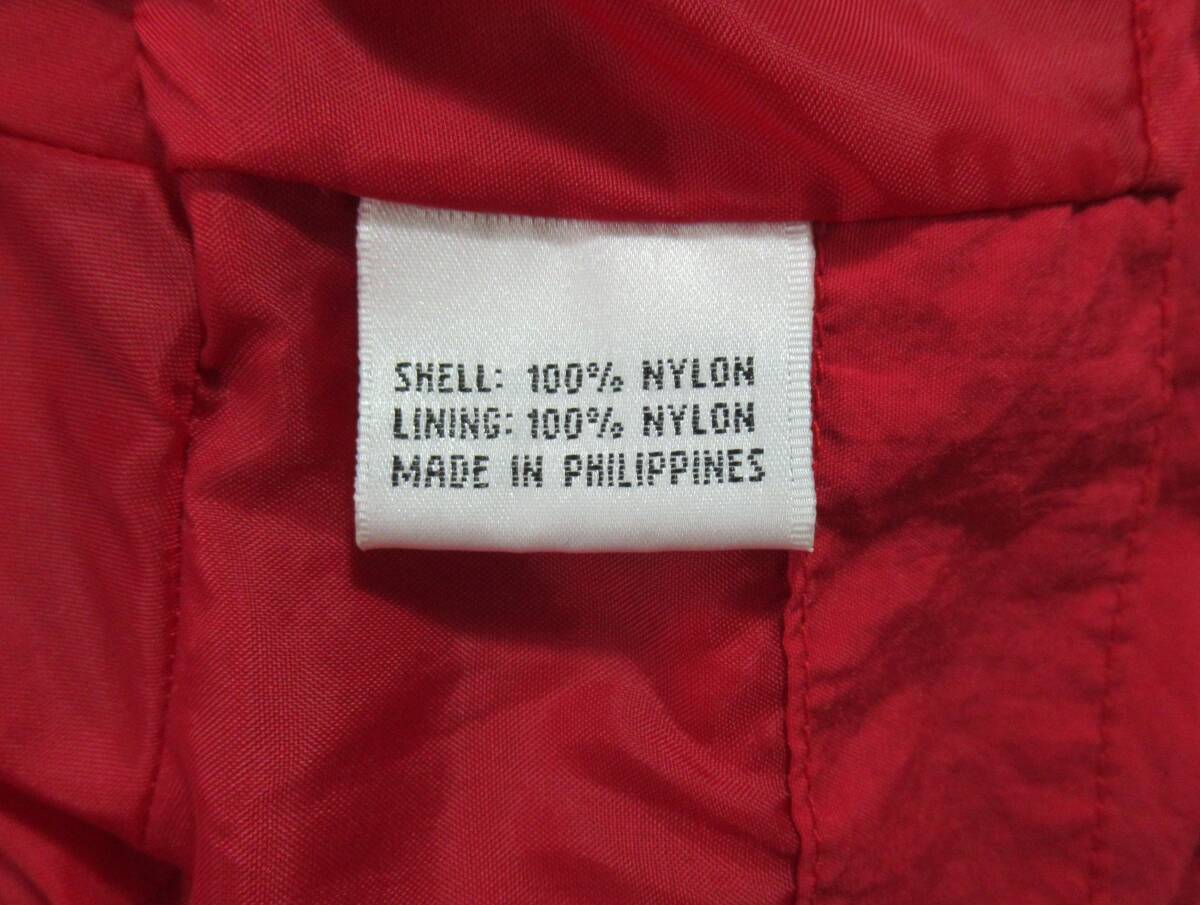 SHELL: 100% NYLON
LINING: 100% NYLON
MADE IN PHILIPPINES